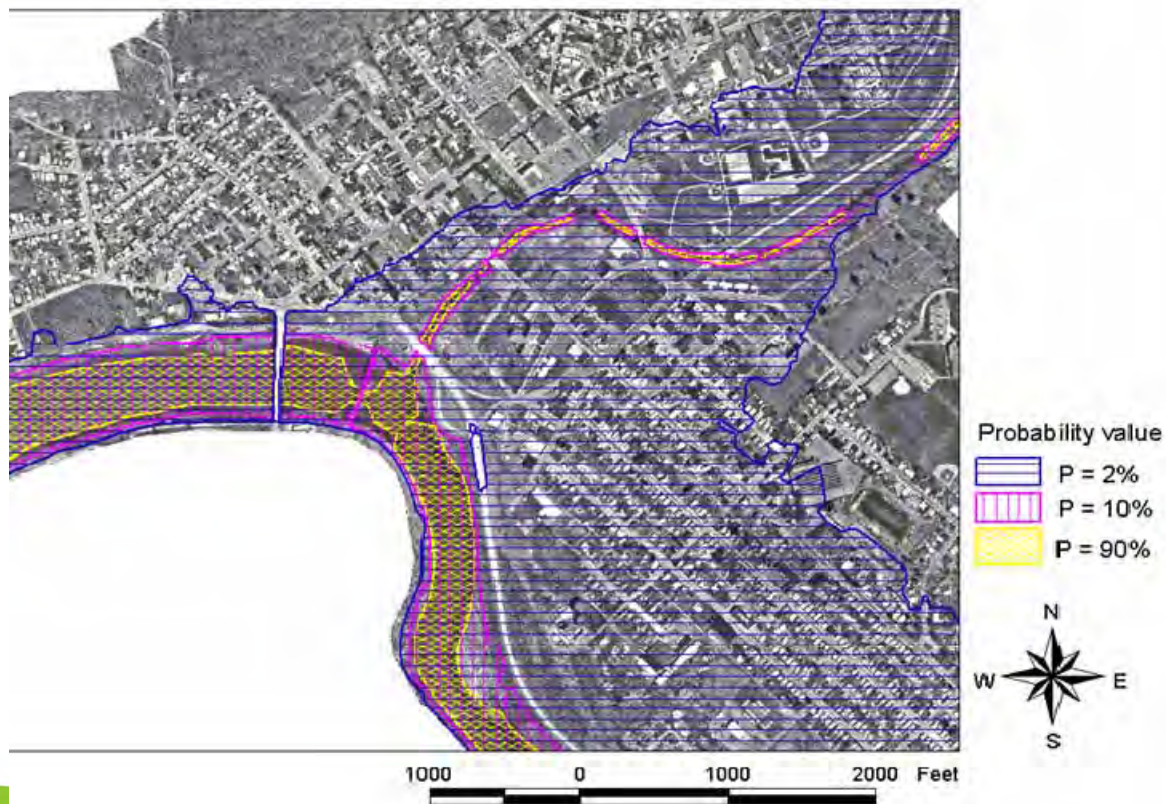 Probability value
P = 2%
P = 10%
P = 90%
N
W E
S
1000 0 1000 2000 Feet